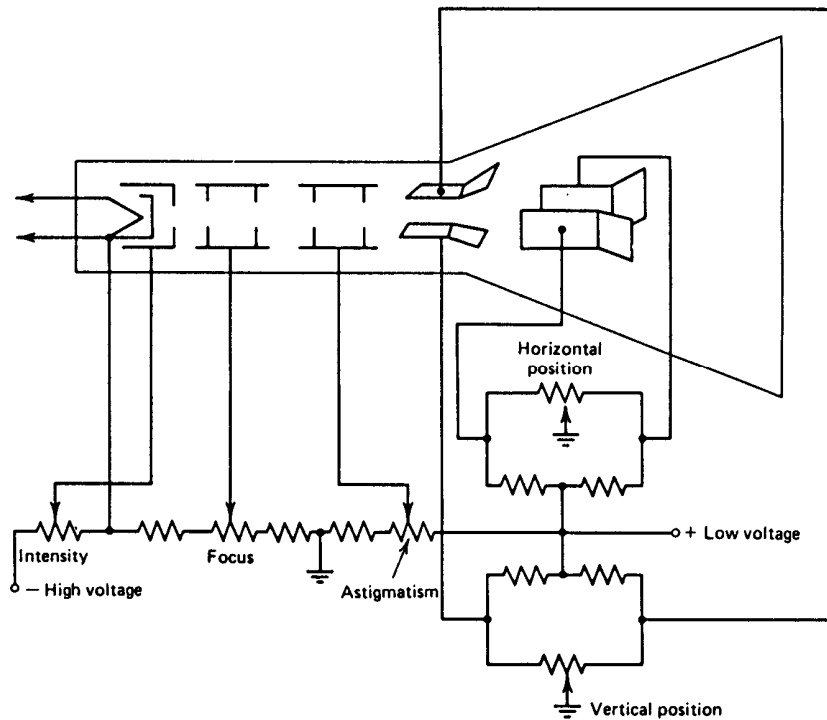 Horizontal
position
Intensity
Focus
Astigmatism
+ Low voltage
− High voltage
Vertical position